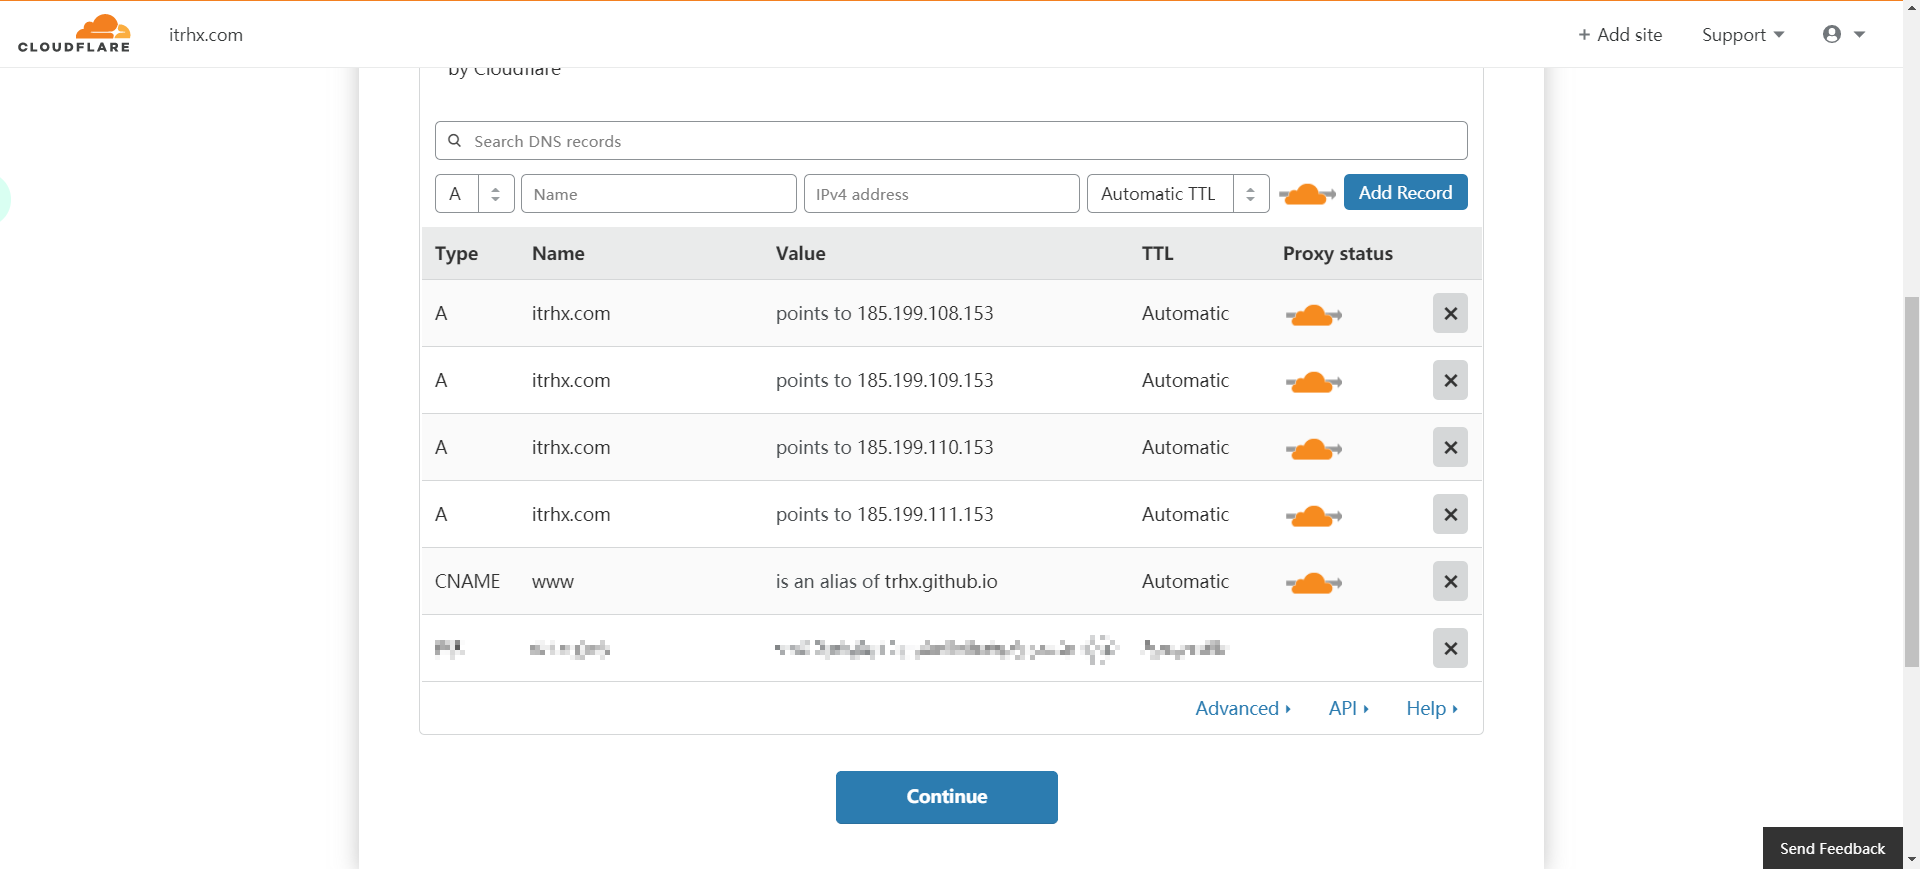 CLOUDFLARE itrhx.com + Add site Support
by Cloudflare
Search DNS records
A Name IPv4 address Automatic TTL Add Record
Type Name Value TTL Proxy status
A itrhx.com points to 185.199.108.153 Automatic
A itrhx.com points to 185.199.109.153 Automatic
A itrhx.com points to 185.199.110.153 Automatic
A itrhx.com points to 185.199.111.153 Automatic
CNAME www is an alias of trhx.github.io Automatic
Advanced API Help
Continue
Send Feedback